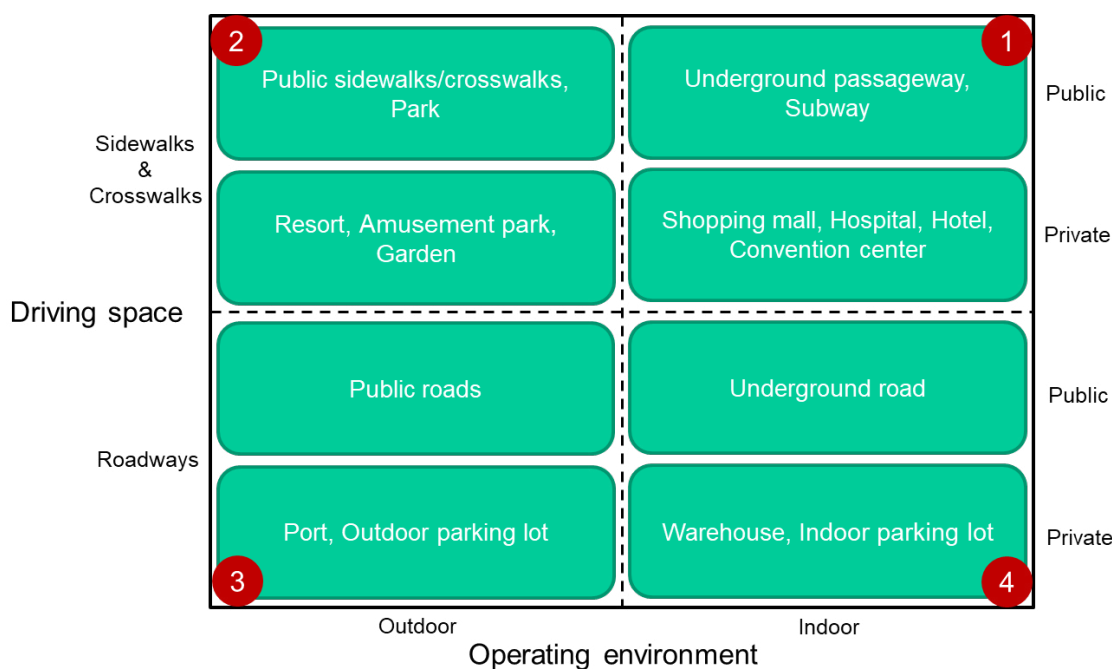 2
1
Public sidewalks/crosswalks,
Park
Underground passageway,
Subway
Public
Sidewalks
&
Crosswalks
Resort, Amusement park,
Garden
Shopping mall, Hospital, Hotel,
Convention center
Private
Driving space
Public roads
Underground road
Public
Roadways
Port, Outdoor parking lot
Warehouse, Indoor parking lot
Private
3
4
Outdoor
Indoor
Operating environment